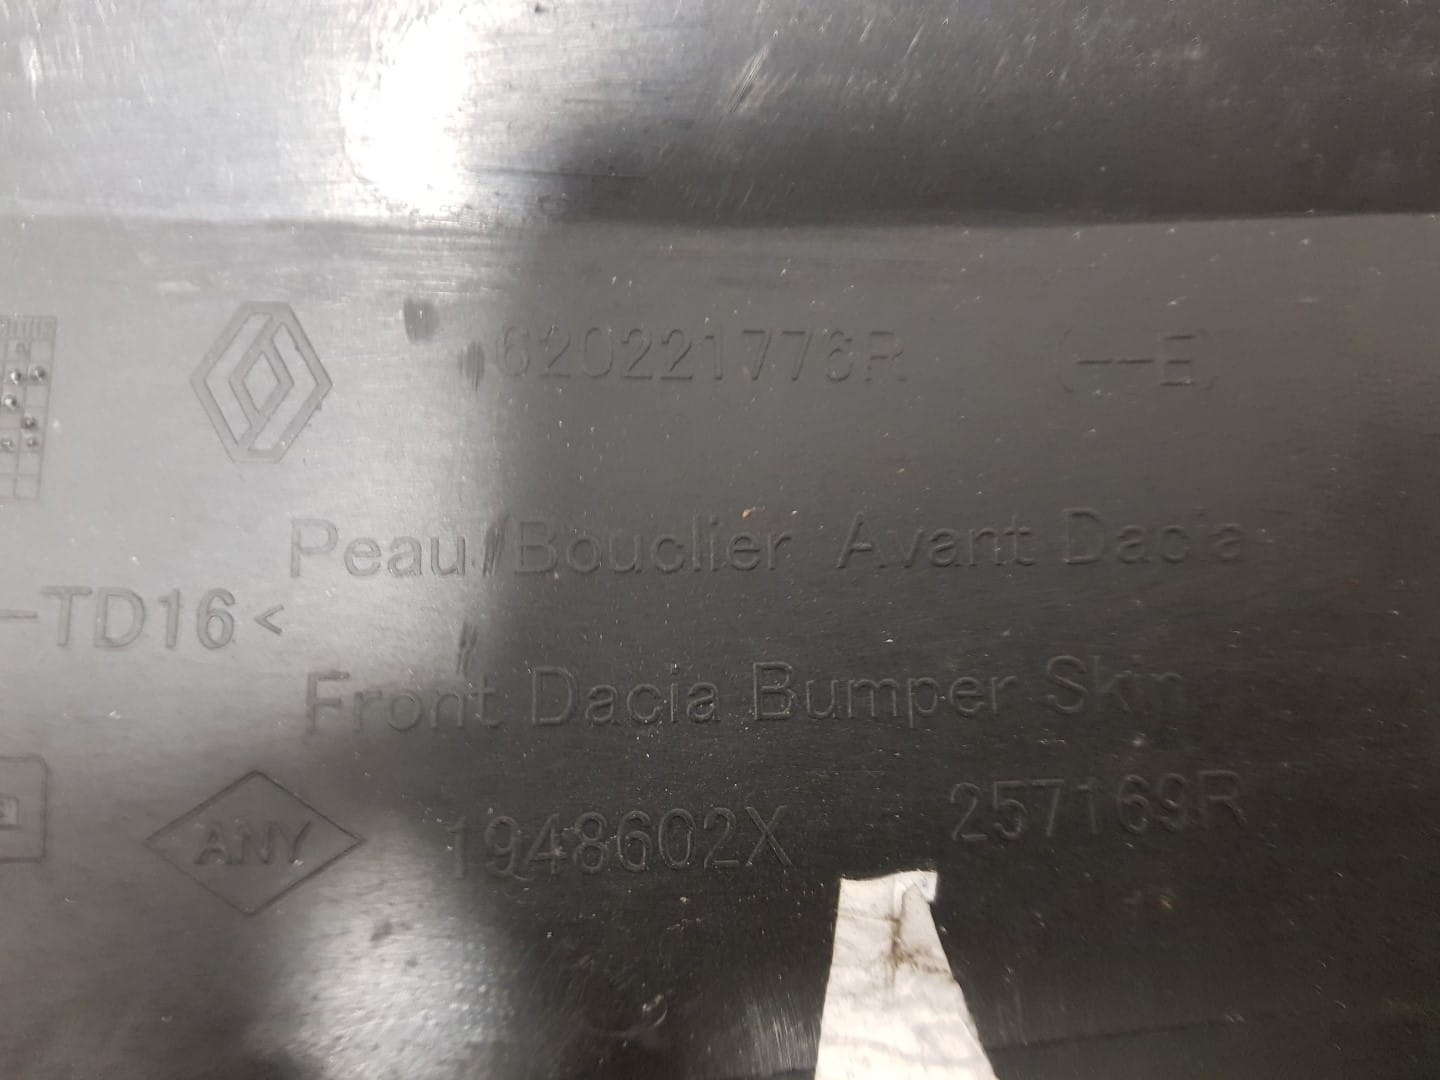 620221776R (--E)
Peau/Bouclier Avant Dacia
-TD16<
Front Dacia Bumper Skin
ANY 1948602X 257169R